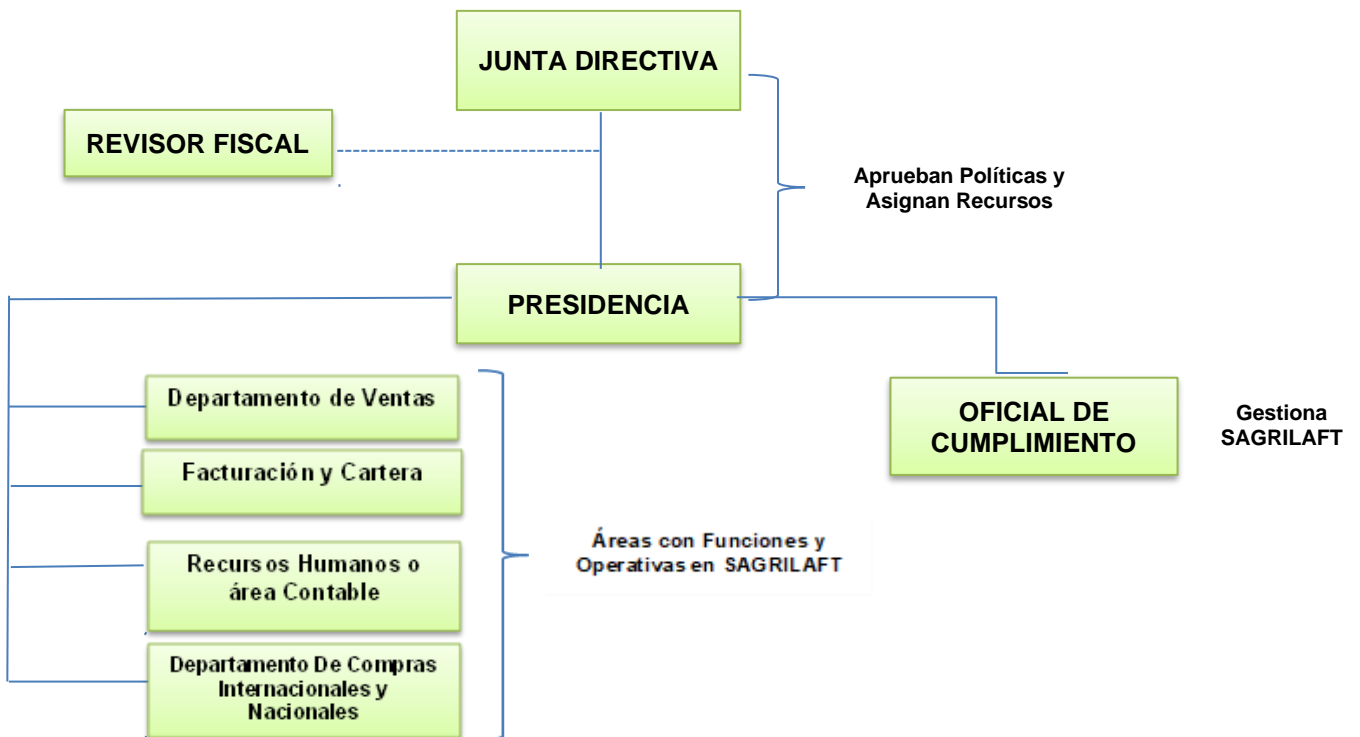 JUNTA DIRECTIVA
REVISOR FISCAL
Aprueban Políticas y
Asignan Recursos
PRESIDENCIA
Departamento de Ventas
Facturación y Cartera
Recursos Humanos o
área Contable
Departamento De Compras
Internacionales y
Nacionales
Áreas con Funciones y
Operativas en SAGRILAFT
OFICIAL DE
CUMPLIMIENTO
Gestiona
SAGRILAFT